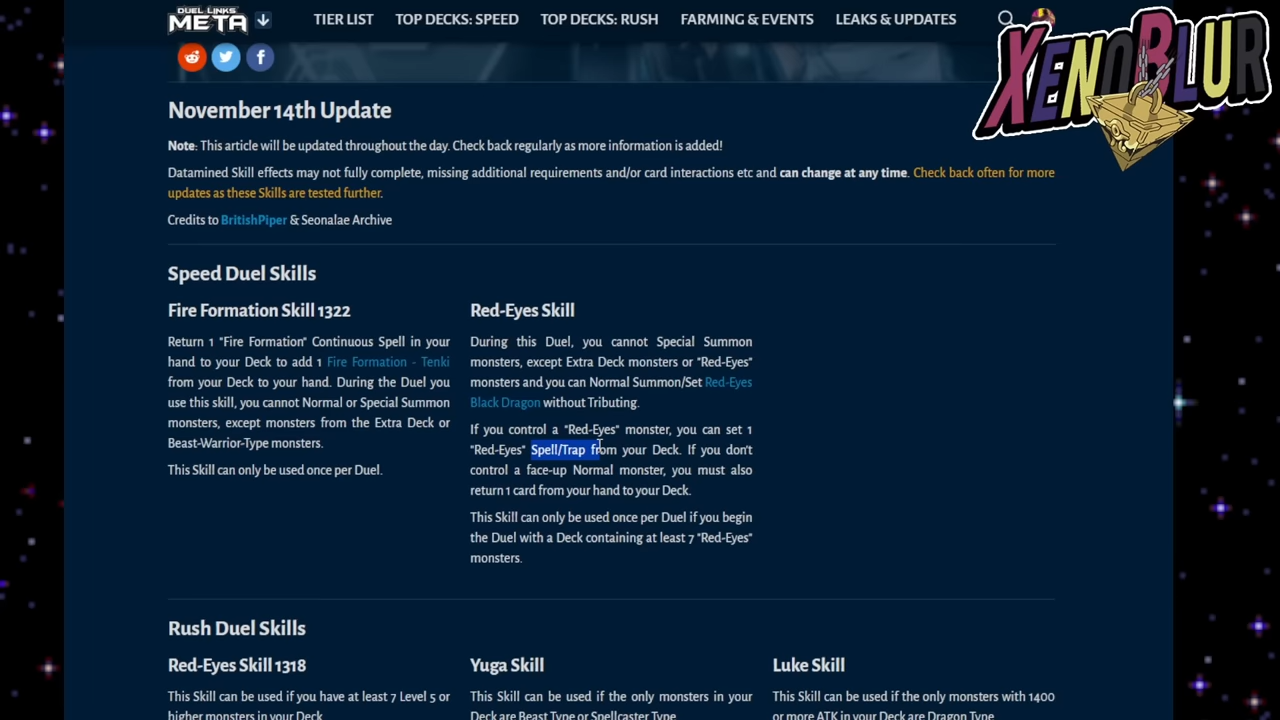 DUEL LINKS
META
TIER LIST
TOP DECKS: SPEED
TOP DECKS: RUSH
FARMING & EVENTS
LEAKS & UPDATES
XENOBLUR
November 14th Update
Note: This article will be updated throughout the day. Check back regularly as more information is added!
Datamined Skill effects may not fully complete, missing additional requirements and/or card interactions etc and can change at any time. Check back often for more
updates as these Skills are tested further.
Credits to BritishPiper & Seonalae Archive
Speed Duel Skills
Fire Formation Skill 1322
Return 1 "Fire Formation" Continuous Spell in your
hand to your Deck to add 1 Fire Formation - Tenki
from your Deck to your hand. During the Duel you
use this skill, you cannot Normal or Special Summon
monsters, except monsters from the Extra Deck or
Beast-Warrior-Type monsters.
This Skill can only be used once per Duel.
Red-Eyes Skill
During this Duel, you cannot Special Summon
monsters, except Extra Deck monsters or "Red-Eyes"
monsters and you can Normal Summon/Set Red-Eyes
Black Dragon without Tributing.
If you control a "Red-Eyes" monster, you can set 1
"Red-Eyes" Spell/Trap from your Deck. If you don't
control a face-up Normal monster, you must also
return 1 card from your hand to your Deck.
This Skill can only be used once per Duel if you begin
the Duel with a Deck containing at least 7 "Red-Eyes"
monsters.
Rush Duel Skills
Red-Eyes Skill 1318
This Skill can be used if you have at least 7 Level 5 or
higher monsters in your Deck
Yuga Skill
This Skill can be used if the only monsters in your
Deck are Beast Type or Spellcaster Type
Luke Skill
This Skill can be used if the only monsters with 1400
or more ATK in your Deck are Dragon Type